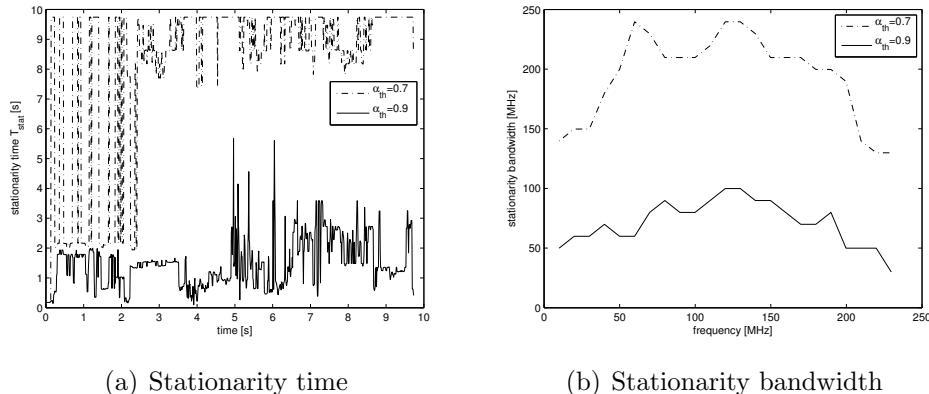 10
9
8
7
6
5
4
3
2
1
0
stationarity time T_stat [s]
α_th=0.7
α_th=0.9
0 1 2 3 4 5 6 7 8 9 10
time [s]
(a) Stationarity time
250
200
150
100
50
0
stationarity bandwidth [MHz]
α_th=0.7
α_th=0.9
0 50 100 150 200 250
frequency [MHz]
(b) Stationarity bandwidth